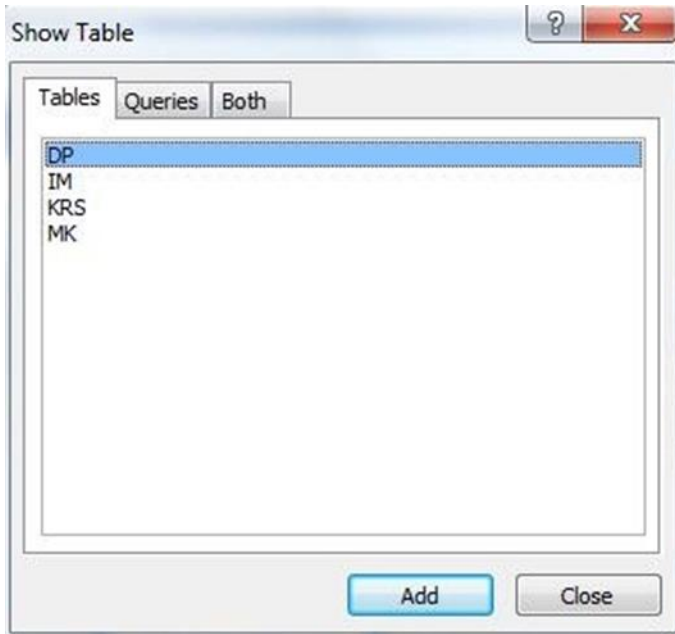 Show Table
?
Tables Queries Both
DP
IM
KRS
MK
Add Close